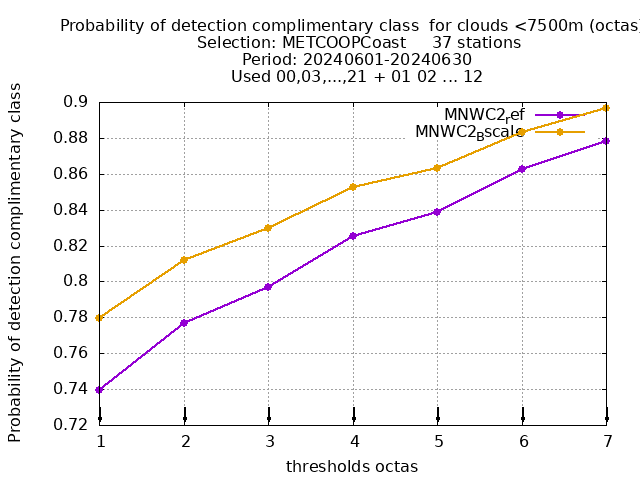 Probability of detection complimentary class  for clouds <7500m (octas)
Selection: METCOOPCoast     37 stations
Period: 20240601-20240630
Used 00,03,...,21 + 01 02 ... 12
Probability of detection complimentary class
0.9
0.88
0.86
0.84
0.82
0.8
0.78
0.76
0.74
0.72
MNWC2ref
MNWC2Bscale
1 2 3 4 5 6 7
thresholds octas